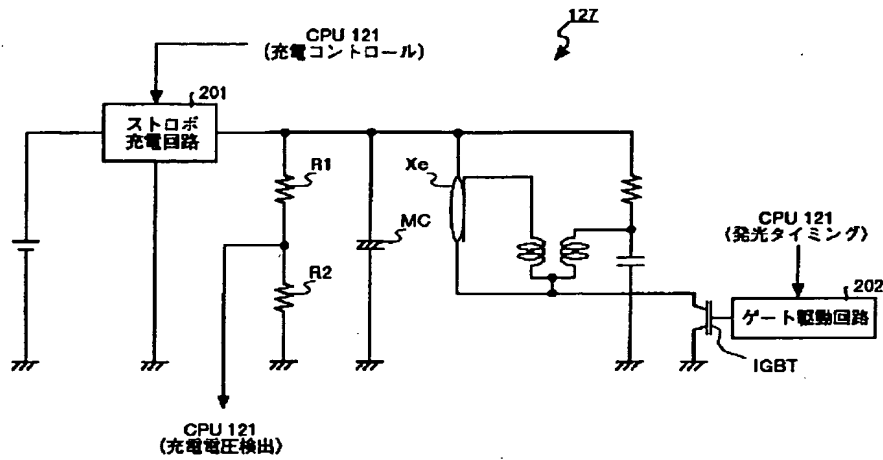 127
CPU 121
(充電コントロール)
201
ストロボ
充電回路
R1
Xe
MC
CPU 121
(発光タイミング)
R2
202
ゲート駆動回路
IGBT
CPU 121
(充電電圧検出)